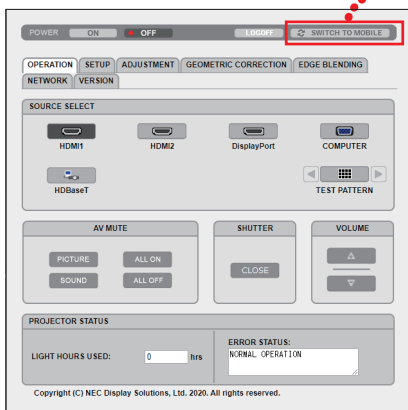 POWER ON OFF LOGOFF SWITCH TO MOBILE
OPERATION SETUP ADJUSTMENT GEOMETRIC CORRECTION EDGE BLENDING
NETWORK VERSION
SOURCE SELECT
HDMI1 HDMI2 DisplayPort COMPUTER
HDBaseT TEST PATTERN
AV MUTE SHUTTER VOLUME
PICTURE ALL ON
CLOSE
SOUND ALL OFF
PROJECTOR STATUS
ERROR STATUS:
LIGHT HOURS USED: 0 hrs NORMAL OPERATION
Copyright (C) NEC Display Solutions, Ltd. 2020. All rights reserved.